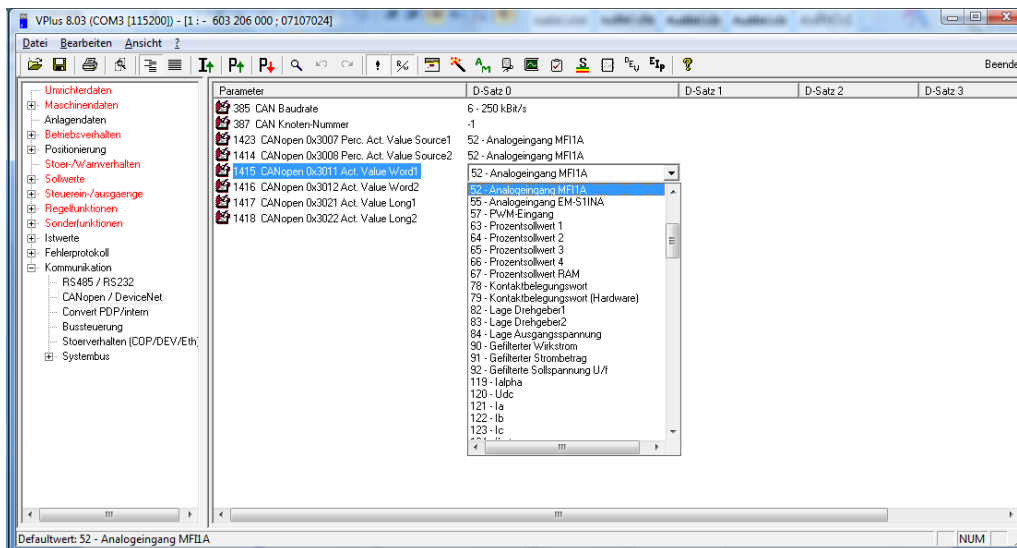 VPlus 8.03 (COM3 [115200]) - [1 : - 603 206 000 ; 07107024]
Datei Bearbeiten Ansicht ?
Beende
Umrichterdaten
Maschinendaten
Anlagendaten
Betriebsverhalten
Positionierung
Stoer-/Warnverhalten
Sollwerte
Steuerein-/ausgaenge
Regelfunktionen
Sonderfunktionen
Istwerte
Fehlerprotokoll
Kommunikation
RS485 / RS232
CANopen / DeviceNet
Convert PDP/intern
Bussteuerung
Stoerverhalten (COP/DEV/Eth)
Systembus
Parameter D-Satz 0 D-Satz 1 D-Satz 2 D-Satz 3
385 CAN Baudrate 6 - 250 kBit/s
387 CAN Knoten-Nummer -1
1423 CANopen 0x3007 Perc. Act. Value Source1 52 - Analogeingang MFI1A
1414 CANopen 0x3008 Perc. Act. Value Source2 52 - Analogeingang MFI1A
1415 CANopen 0x3011 Act. Value Word1 52 - Analogeingang MFI1A
1416 CANopen 0x3012 Act. Value Word2
1417 CANopen 0x3021 Act. Value Long1
1418 CANopen 0x3022 Act. Value Long2
52 - Analogeingang MFI1A
55 - Analogeingang EM-S1INA
57 - PWM-Eingang
63 - Prozentsollwert 1
64 - Prozentsollwert 2
65 - Prozentsollwert 3
66 - Prozentsollwert 4
67 - Prozentsollwert RAM
78 - Kontaktbelegungswort
79 - Kontaktbelegungswort (Hardware)
82 - Lage Drehgeber1
83 - Lage Drehgeber2
84 - Lage Ausgangsspannung
90 - Gefilterter Wirkstrom
91 - Gefilterter Strombetrag
92 - Gefilterte Sollspannung U/f
119 - Ialpha
120 - Udc
121 - Ia
122 - Ib
123 - Ic
Defaultwert: 52 - Analogeingang MFI1A
NUM